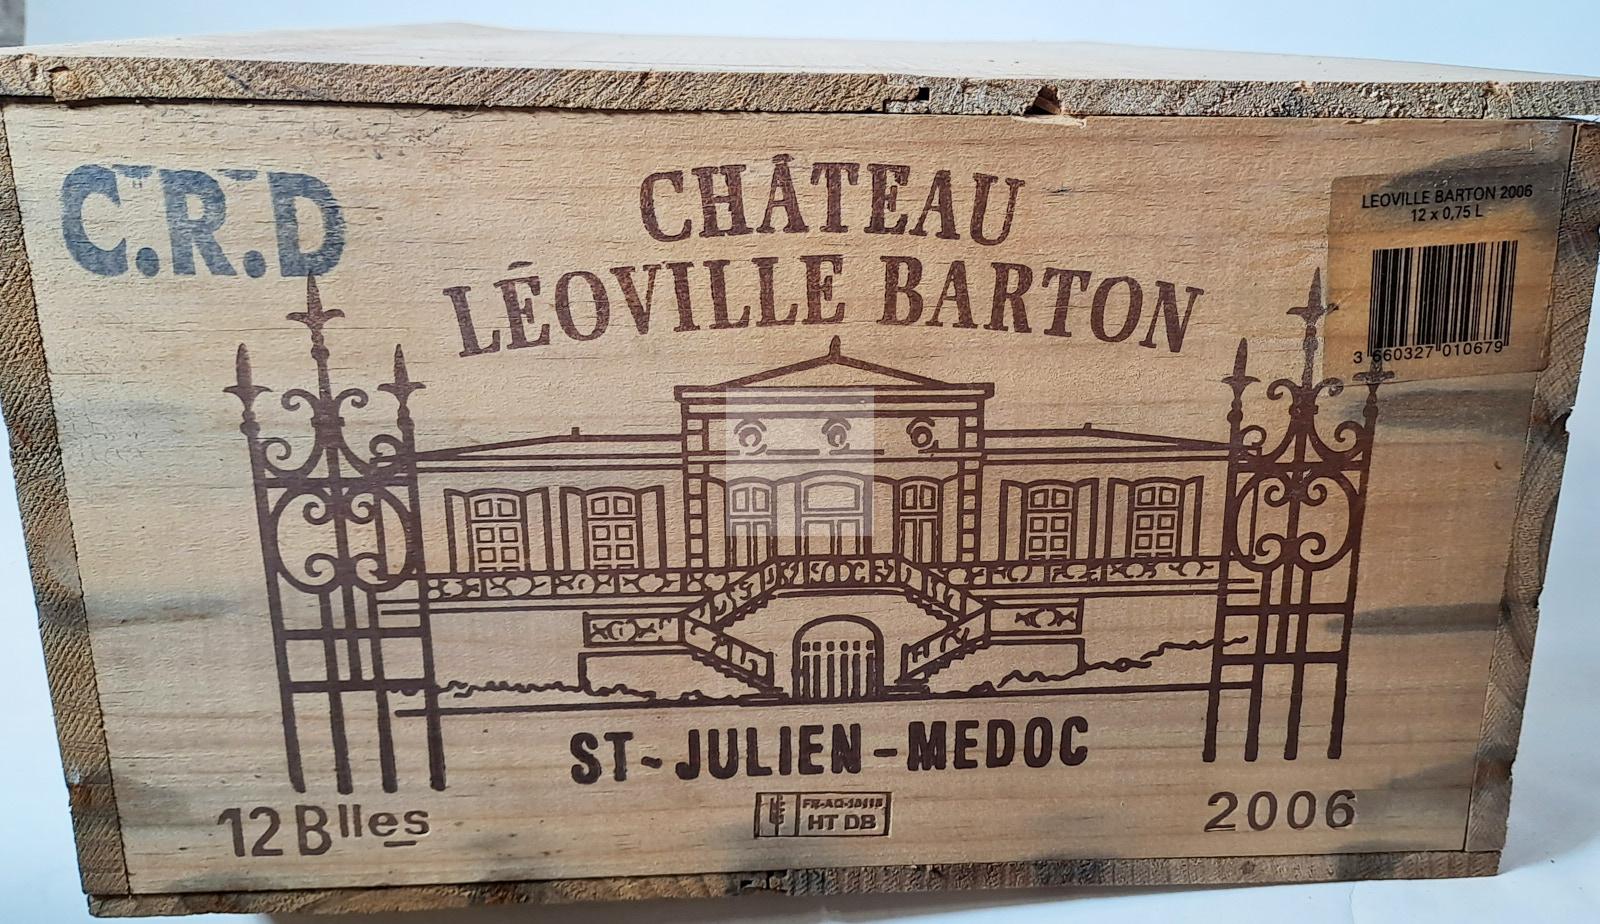 C.R.D
CHÂTEAU
LÉOVILLE BARTON
LEOVILLE BARTON 2006
12 x 0,75 L
3 660327 010679
ST-JULIEN-MEDOC
12 Blles
HT DB
2006